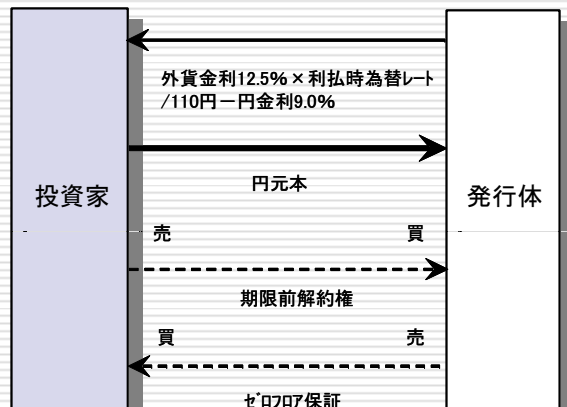 外貨金利12.5%×利払時為替ﾚｰﾄ
/110円－円金利9.0%
円元本
投資家
発行体
売 買
期限前解約権
買 売
ｾﾞﾛﾌﾛｱ保証